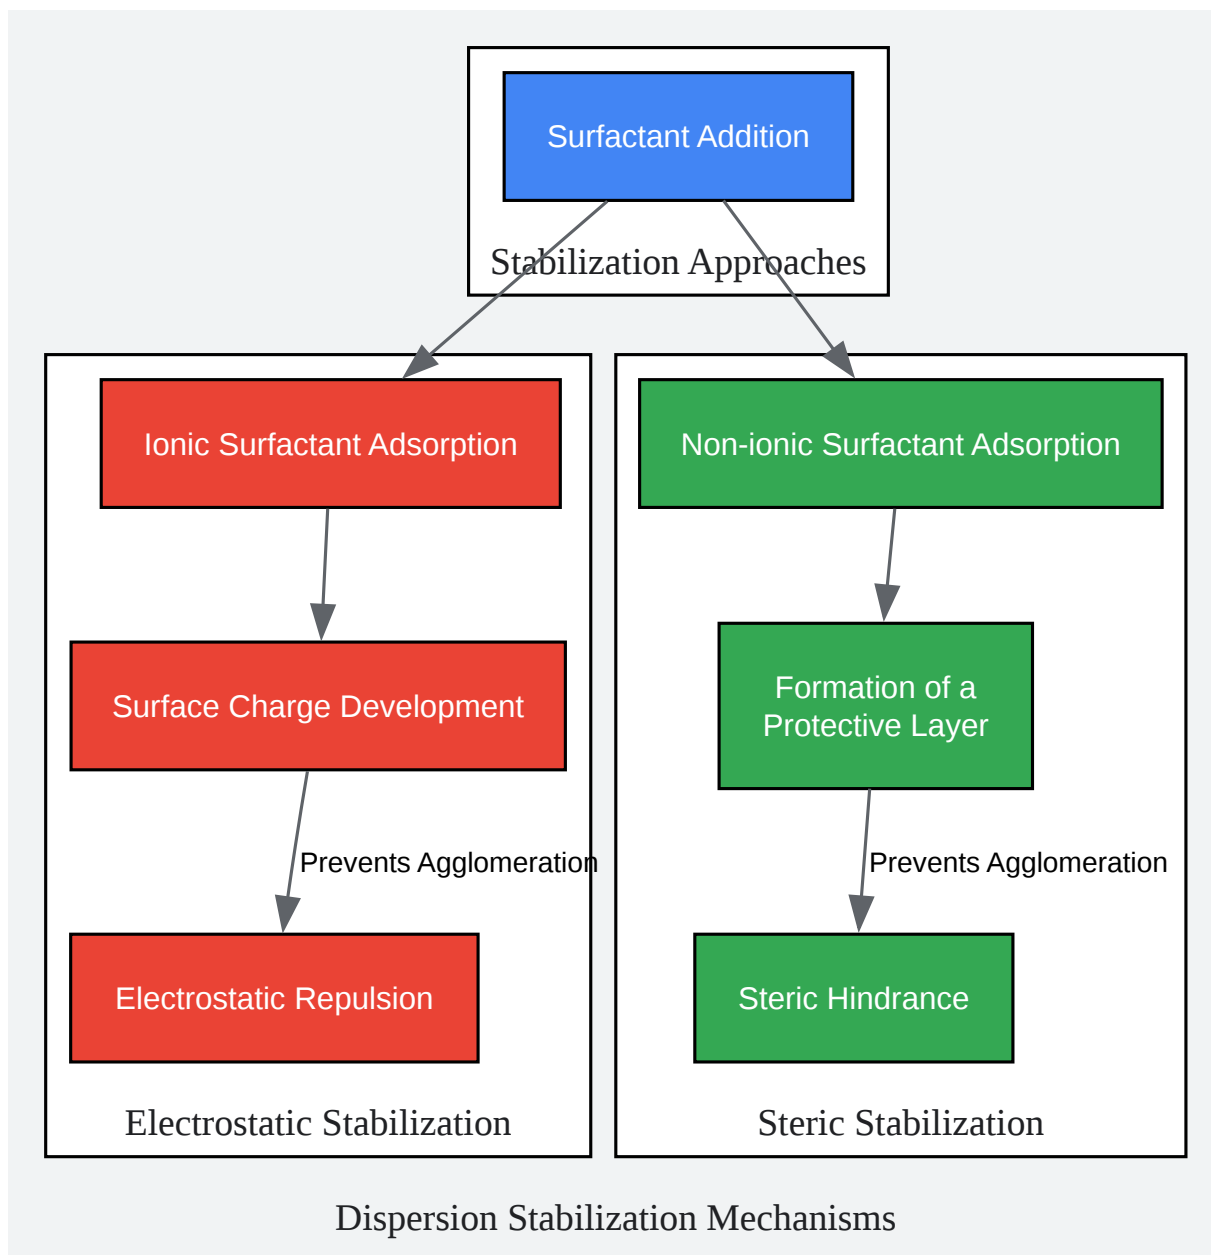 Surfactant Addition
Stabilization Approaches
Ionic Surfactant Adsorption
Non-ionic Surfactant Adsorption
Surface Charge Development
Formation of a
Protective Layer
Prevents Agglomeration
Prevents Agglomeration
Electrostatic Repulsion
Steric Hindrance
Electrostatic Stabilization
Steric Stabilization
Dispersion Stabilization Mechanisms